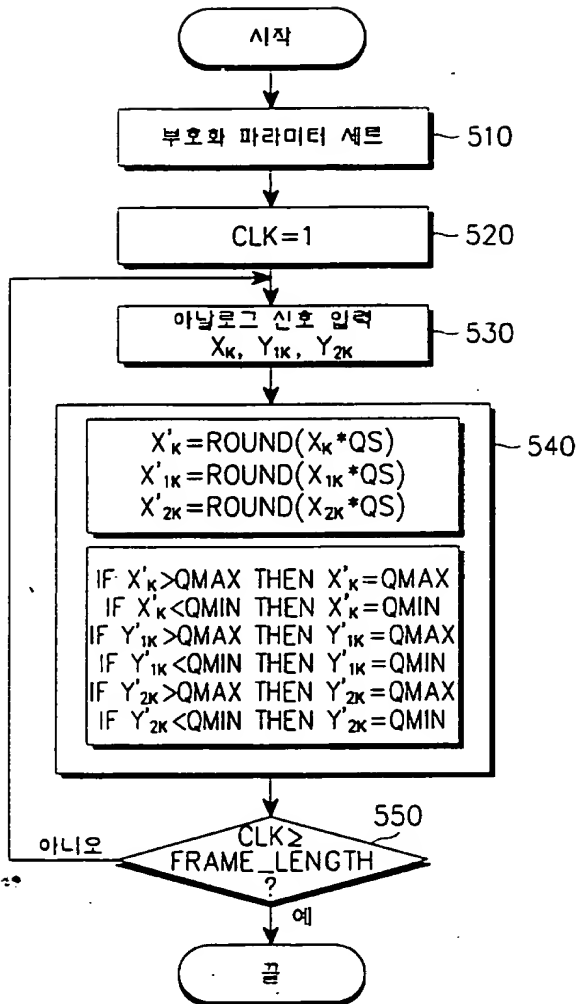 시작
부호화 파라미터 세트
510
CLK=1
520
아날로그 신호 입력
X_K, Y_1K, Y_2K
530
X'_K=ROUND(X_K*QS)
X'_1K=ROUND(X_1K*QS)
X'_2K=ROUND(X_2K*QS)
540
IF X'_K>QMAX THEN X'_K=QMAX
IF X'_K<QMIN THEN X'_K=QMIN
IF Y'_1K>QMAX THEN Y'_1K=QMAX
IF Y'_1K<QMIN THEN Y'_1K=QMIN
IF Y'_2K>QMAX THEN Y'_2K=QMAX
IF Y'_2K<QMIN THEN Y'_2K=QMIN
550
CLK≥
FRAME_LENGTH
?
아니오
예
끝